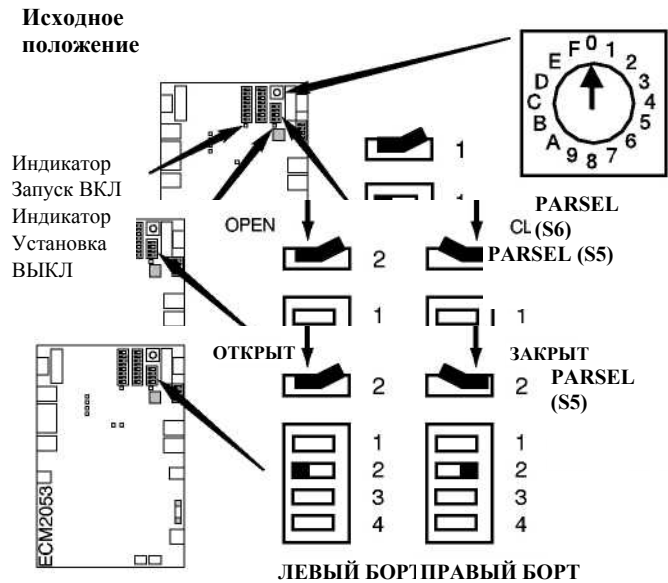 Исходное
положение
F 0 1 2 3 4 5 6 7 8 9 A B C D E
1
Индикатор
Запуск ВКЛ
Индикатор
Установка
ВЫКЛ
PARSEL
(S6)
OPEN
CL
PARSEL (S5)
2
1
1
ОТКРЫТ
ЗАКРЫТ
2
2
PARSEL
(S5)
1
2
3
4
1
2
3
4
ECM2053
ЛЕВЫЙ БОРТ
ПРАВЫЙ БОРТ